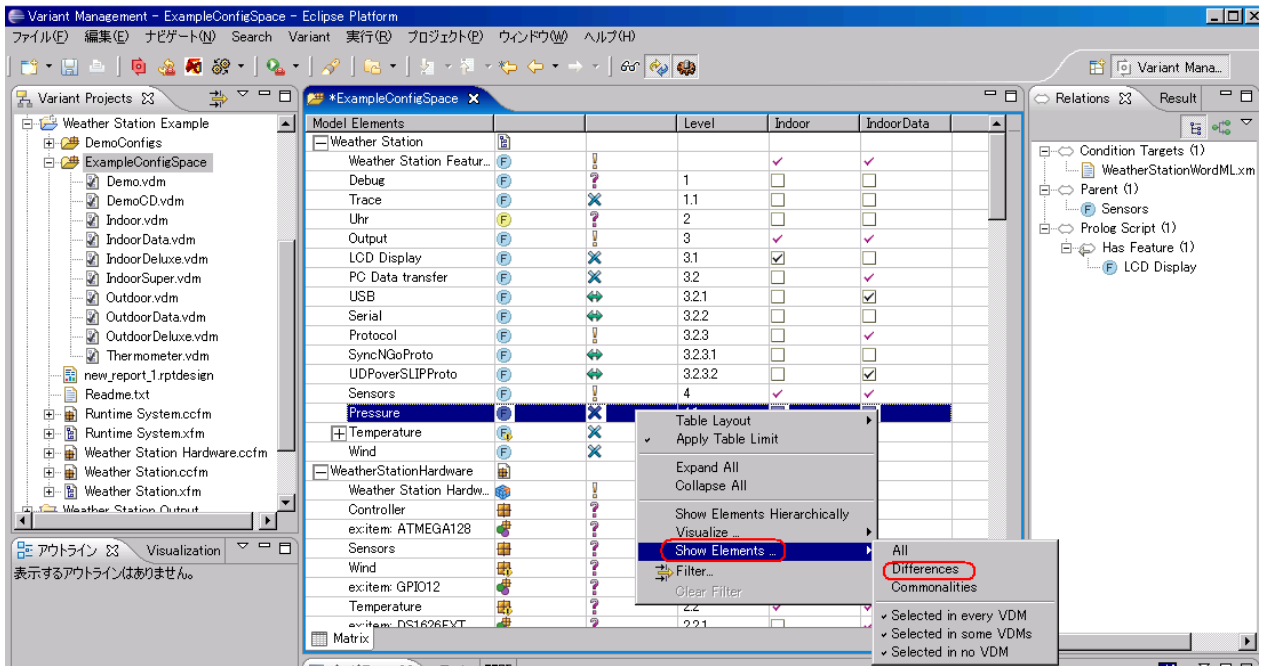 Variant Management - ExampleConfigSpace - Eclipse Platform
ファイル(F) 編集(E) ナビゲート(N) Search Variant 実行(R) プロジェクト(P) ウィンドウ(W) ヘルプ(H)
Variant Mana...
Variant Projects
Weather Station Example
DemoConfigs
ExampleConfigSpace
Demo.vdm
DemoCD.vdm
Indoor.vdm
IndoorData.vdm
IndoorDeluxe.vdm
IndoorSuper.vdm
Outdoor.vdm
OutdoorData.vdm
OutdoorDeluxe.vdm
Thermometer.vdm
new_report_1.rptdesign
Readme.txt
Runtime System.ccfm
Runtime System.xfm
Weather Station Hardware.ccfm
Weather Station.ccfm
Weather Station.xfm
Weather Station Output
アウトライン Visualization
表示するアウトラインはありません。
*ExampleConfigSpace
Model Elements Level Indoor IndoorData
Weather Station
Weather Station Featur...
Debug 1
Trace 1.1
Uhr 2
Output 3
LCD Display 3.1
PC Data transfer 3.2
USB 3.2.1
Serial 3.2.2
Protocol 3.2.3
SyncNGoProto 3.2.3.1
UDPoverSLIPProto 3.2.3.2
Sensors 4
Pressure
Temperature
Wind
WeatherStationHardware
Weather Station Hardw...
Controller
ex:item: ATMEGA128
Sensors
Wind
ex:item: GPIO12
Temperature 2.2
ex:item: DS1626EXT 2.2.1
Matrix
Table Layout
Apply Table Limit
Expand All
Collapse All
Show Elements Hierarchically
Visualize ...
Show Elements ...
Filter...
Clear Filter
All
Differences
Commonalities
Selected in every VDM
Selected in some VDMs
Selected in no VDM
Relations Result
Condition Targets (1)
WeatherStationWordML.xm
Parent (1)
Sensors
Prolog Script (1)
Has Feature (1)
LCD Display